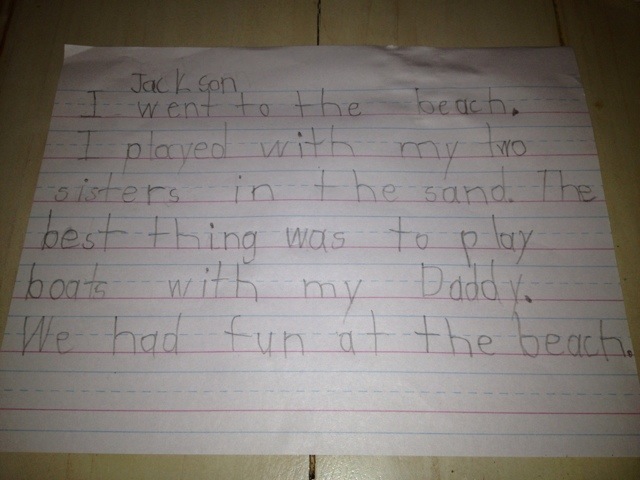 Jackson
I went to the beach.
I played with my two
sisters in the sand. The
best thing was to play
boats with my Daddy.
We had fun at the beach.